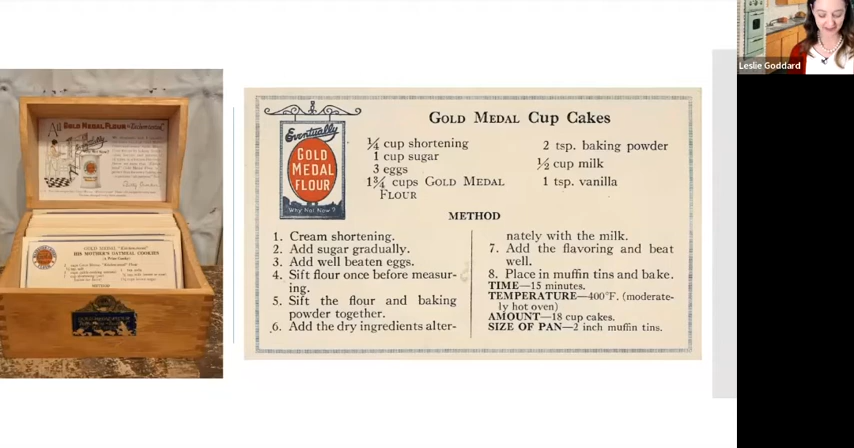 Leslie Goddard
GOLD MEDAL FLOUR
HIS MOTHER'S OATMEAL COOKIES
Eventually
GOLD
MEDAL
FLOUR
Why Not Now?
GOLD MEDAL CUP CAKES
¼ cup shortening
1 cup sugar
3 eggs
1¾ cups GOLD MEDAL
FLOUR
2 tsp. baking powder
½ cup milk
1 tsp. vanilla
METHOD
1. Cream shortening.
2. Add sugar gradually.
3. Add well beaten eggs.
4. Sift flour once before measur-
ing.
5. Sift the flour and baking
powder together.
6. Add the dry ingredients alter-
nately with the milk.
7. Add the flavoring and beat
well.
8. Place in muffin tins and bake.
TIME—15 minutes.
TEMPERATURE—400°F. (moderate-
ly hot oven)
AMOUNT—18 cup cakes.
SIZE OF PAN—2 inch muffin tins.